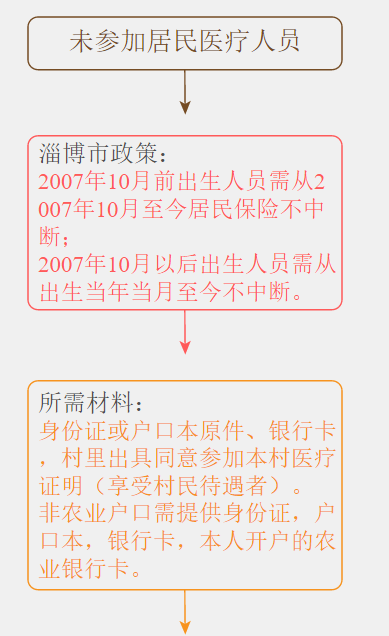 未参加居民医疗人员
淄博市政策：
2007年10月前出生人员需从2
007年10月至今居民保险不中
断；
2007年10月以后出生人员需从
出生当年当月至今不中断。
所需材料：
身份证或户口本原件、银行卡
，村里出具同意参加本村医疗
证明（享受村民待遇者）。
非农业户口需提供身份证，户
口本，银行卡，本人开户的农
业银行卡。